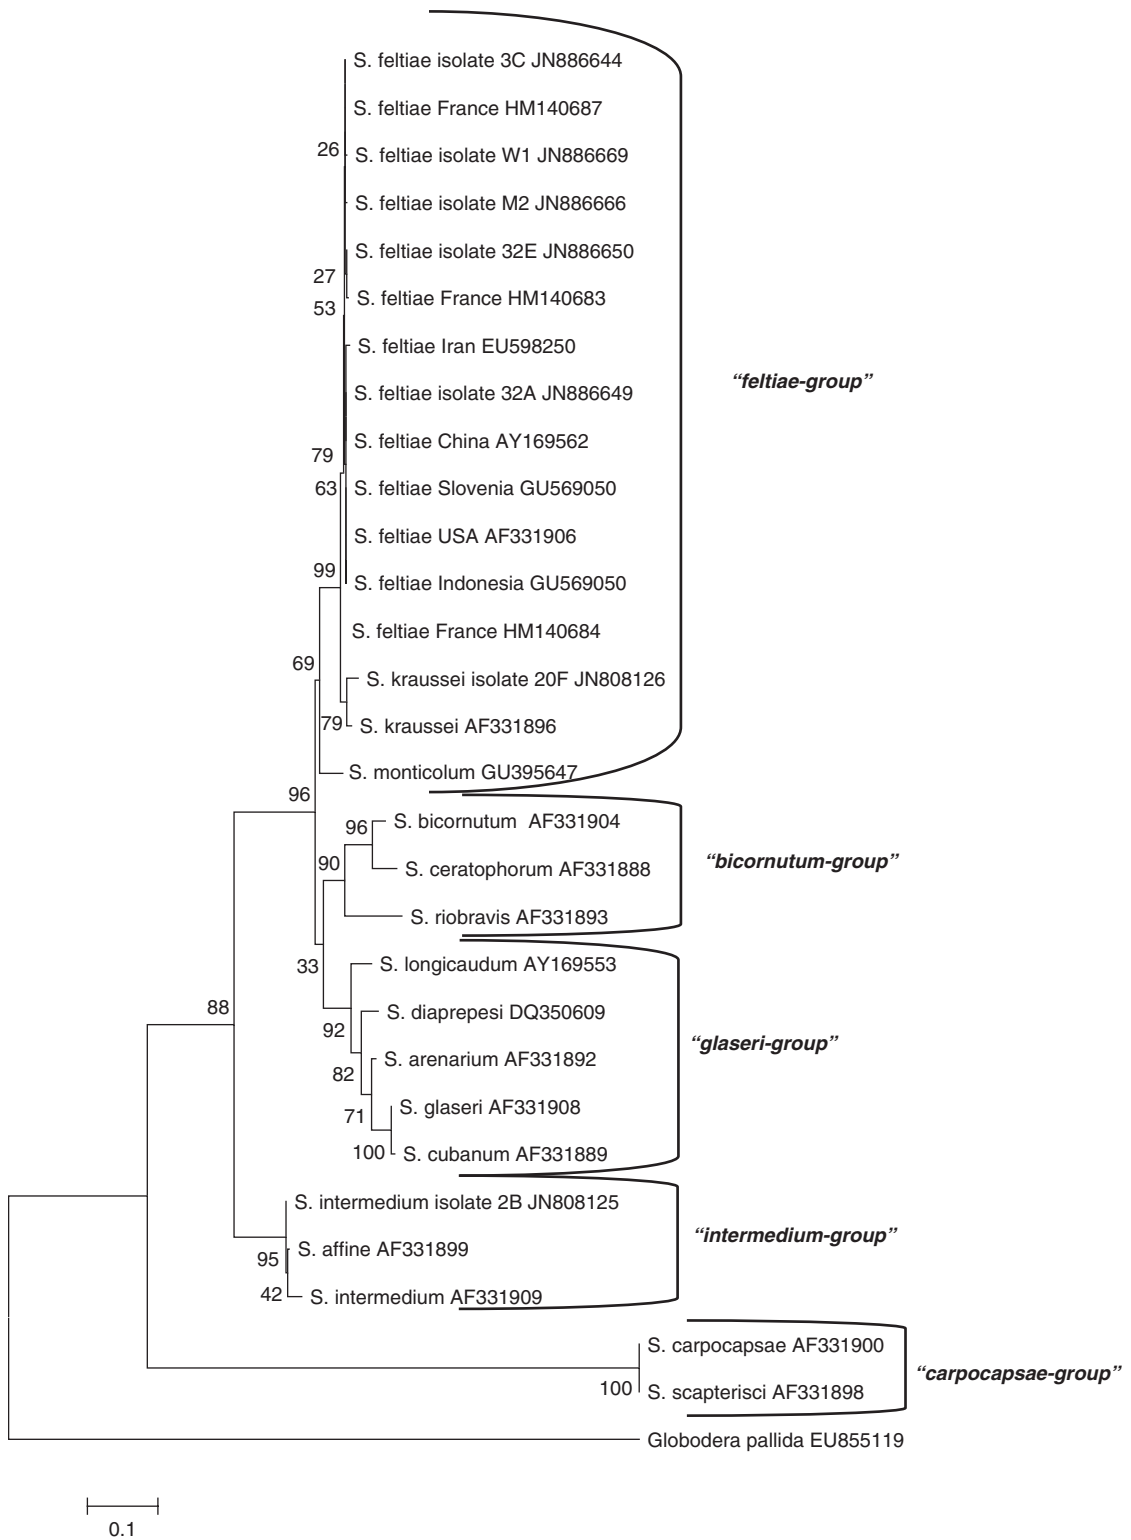 S. feltiae isolate 3C JN886644
S. feltiae France HM140687
26
S. feltiae isolate W1 JN886669
S. feltiae isolate M2 JN886666
S. feltiae isolate 32E JN886650
27
S. feltiae France HM140683
53
S. feltiae Iran EU598250
"feltiae-group"
S. feltiae isolate 32A JN886649
S. feltiae China AY169562
79
S. feltiae Slovenia GU569050
63
S. feltiae USA AF331906
99
S. feltiae Indonesia GU569050
S. feltiae France HM140684
69
S. kraussei isolate 20F JN808126
79
S. kraussei AF331896
S. monticolum GU395647
96
S. bicornutum AF331904
96
90
"bicornutum-group"
S. ceratophorum AF331888
S. riobravis AF331893
33
S. longicaudum AY169553
88
S. diaprepesi DQ350609
92
"glaseri-group"
S. arenarium AF331892
82
S. glaseri AF331908
71
100
S. cubanum AF331889
S. intermedium isolate 2B JN808125
"intermedium-group"
S. affine AF331899
95
42
S. intermedium AF331909
S. carpocapsae AF331900
"carpocapsae-group"
100
S. scapterisci AF331898
Globodera pallida EU855119
0.1